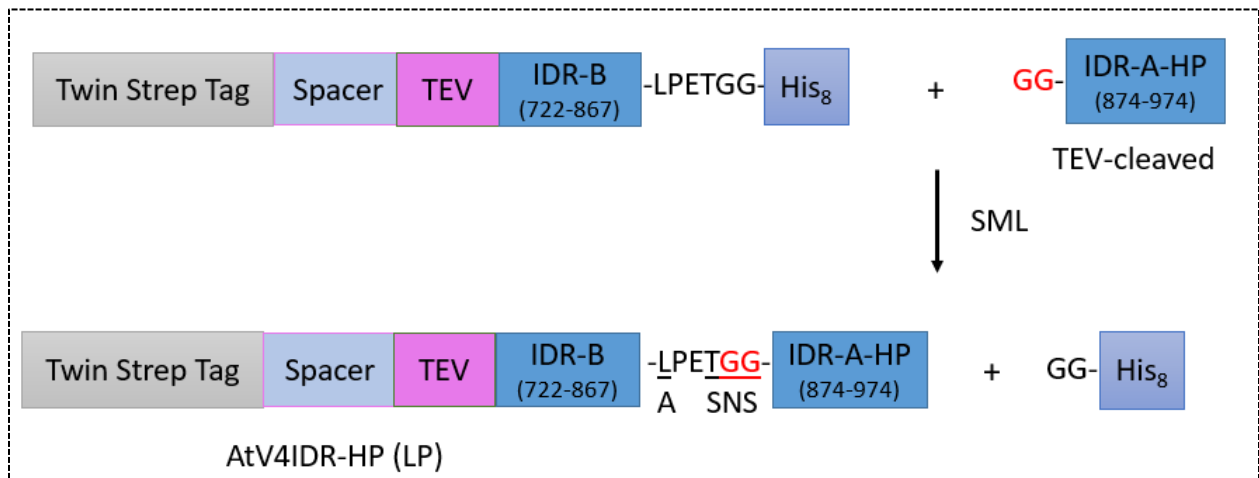 Twin Strep Tag Spacer TEV IDR-B (722-867) -LPETGG- His₈ + GG- IDR-A-HP (874-974)
TEV-cleaved
SML
Twin Strep Tag Spacer TEV IDR-B (722-867) -LPETGG- IDR-A-HP (874-974) + GG- His₈
A SNS
AtV4IDR-HP (LP)